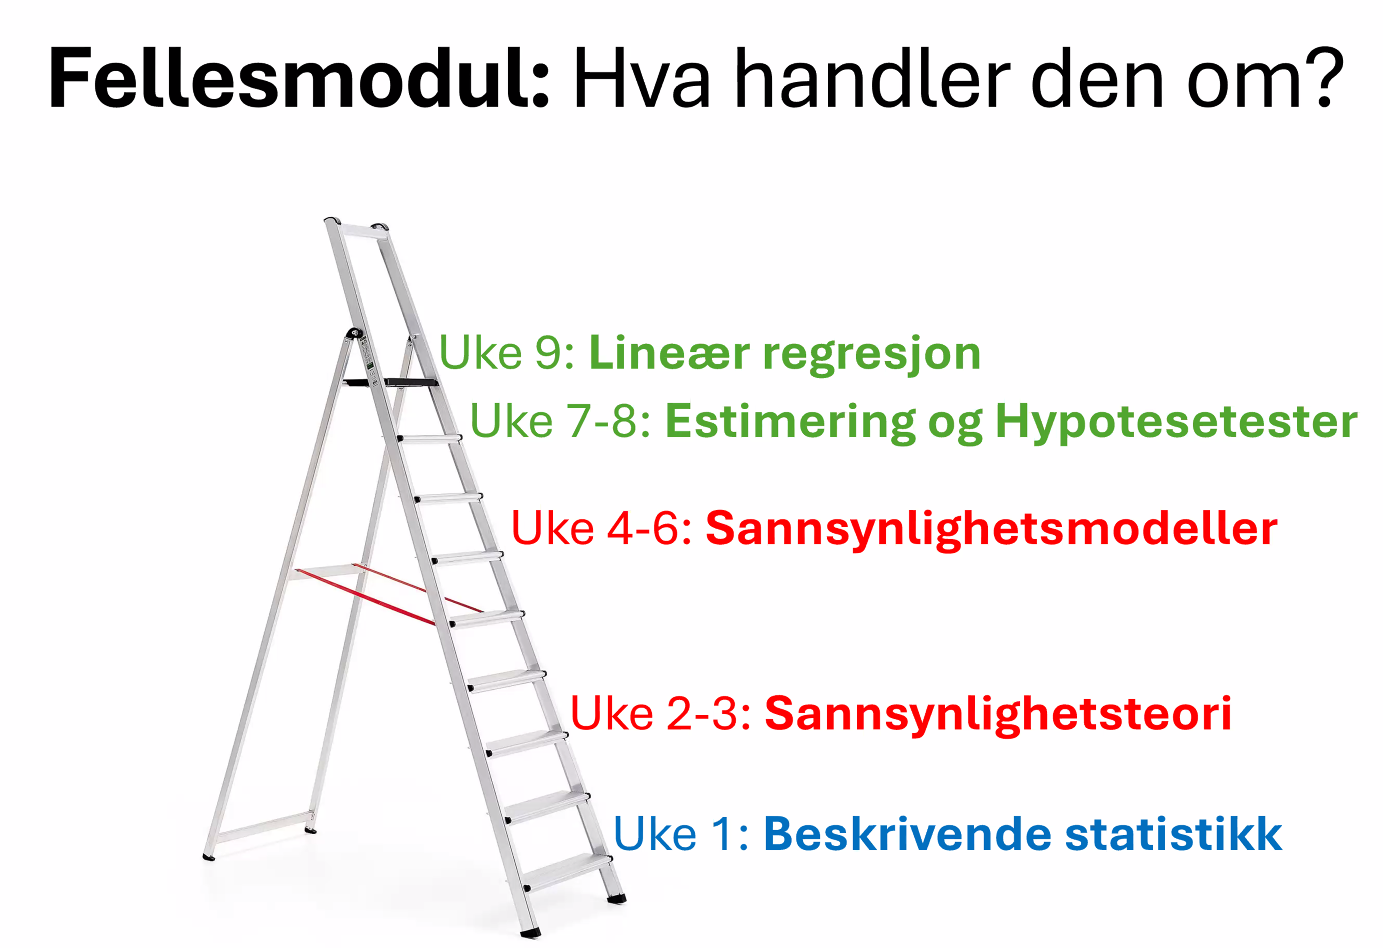 Fellesmodul: Hva handler den om?
Uke 9: Lineær regresjon
Uke 7-8: Estimering og Hypotesetester
Uke 4-6: Sannsynlighetsmodeller
Uke 2-3: Sannsynlighetsteori
Uke 1: Beskrivende statistikk